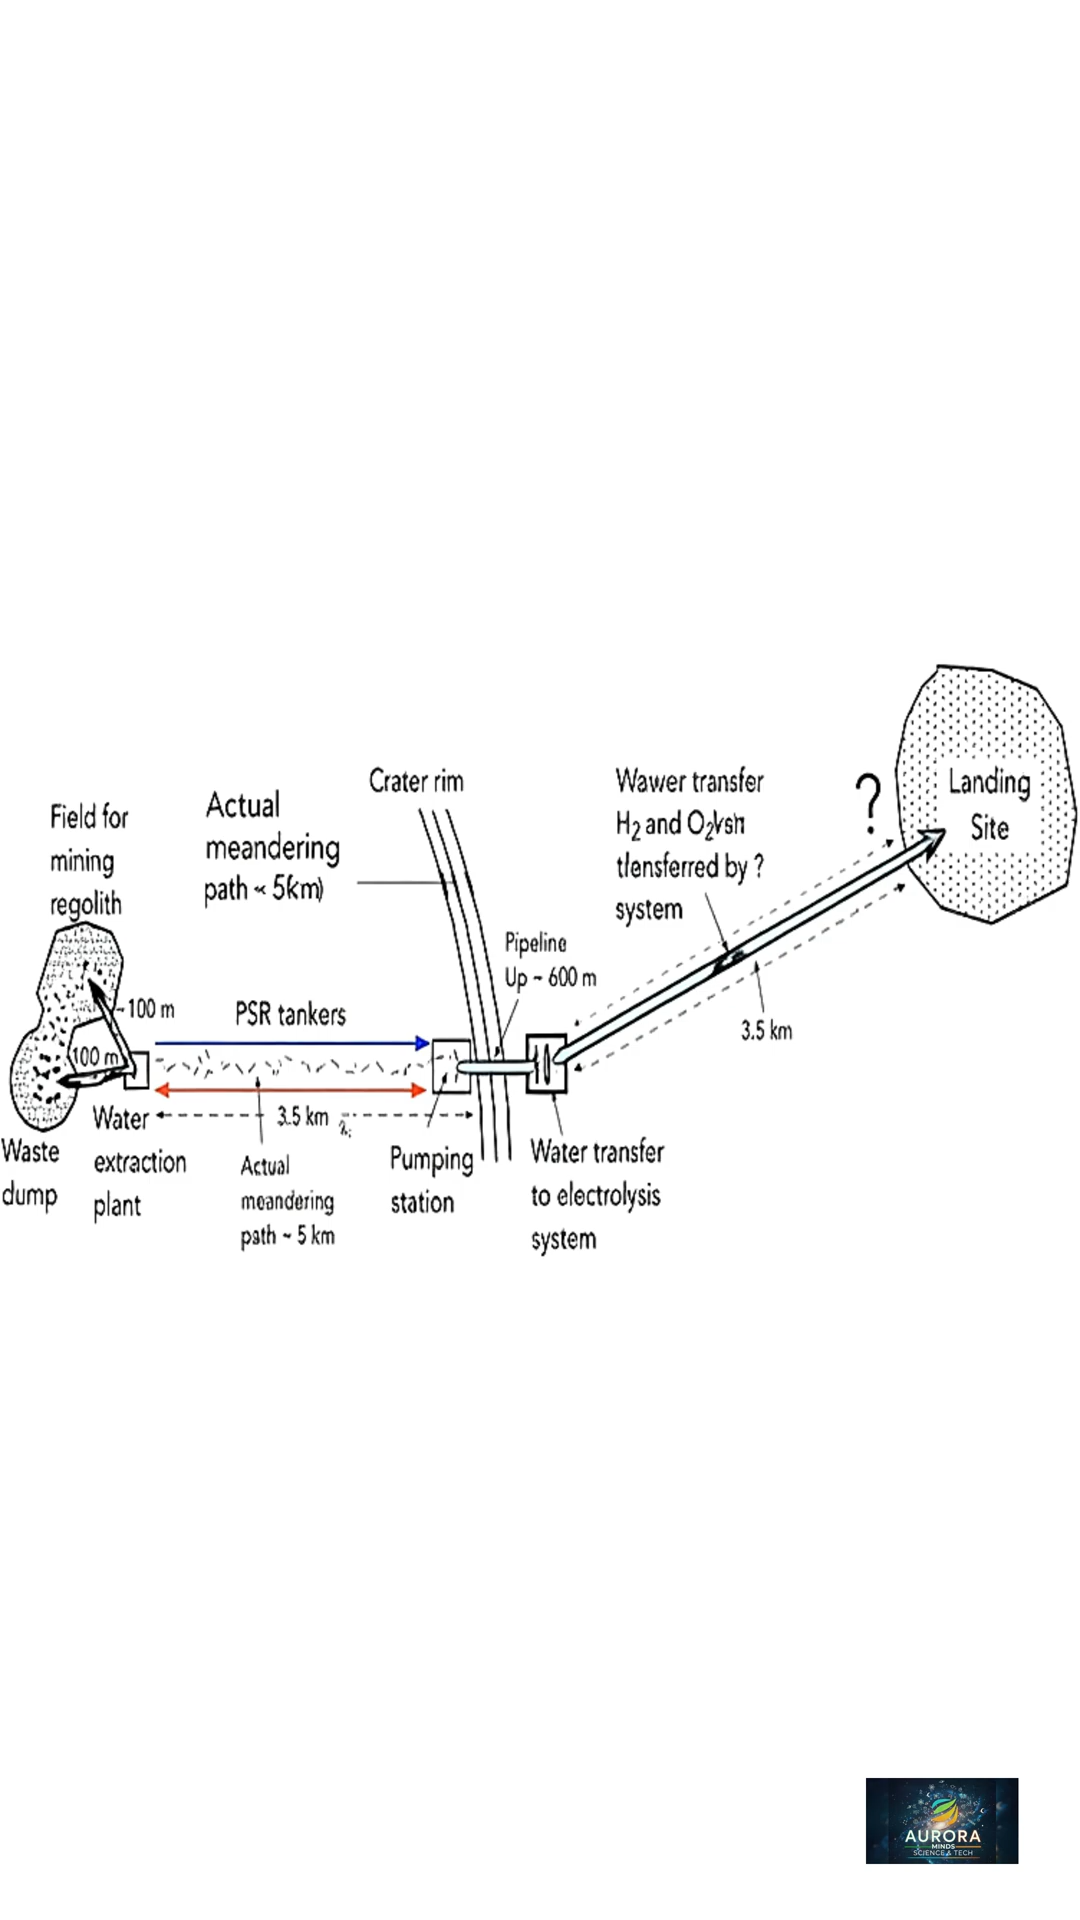 Field for
mining
regolith
Actual
meandering
path < 5km)
Crater rim
Wawer transfer
H₂ and O₂
by ?
system
?
Landing
Site
Pipeline
Up ~ 600 m
~100 m
100 m
PSR tankers
3.5 km
3.5 km
Waste
dump
Water
extraction
plant
Actual
meandering
path ~ 5 km
Pumping
station
Water transfer
to electrolysis
system
AURORA
MINDS
SCIENCE & TECH